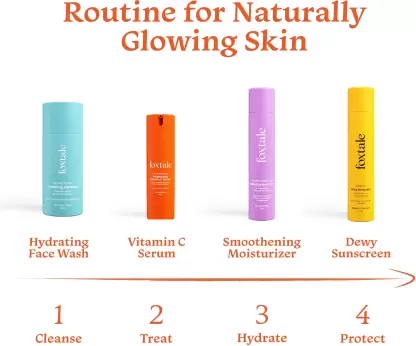 Routine for Naturally
Glowing Skin
foxtale
foxtale
foxtale
foxtale
Hydrating
Face Wash
Vitamin C
Serum
Smoothening
Moisturizer
Dewy
Sunscreen
1
2
3
4
Cleanse
Treat
Hydrate
Protect